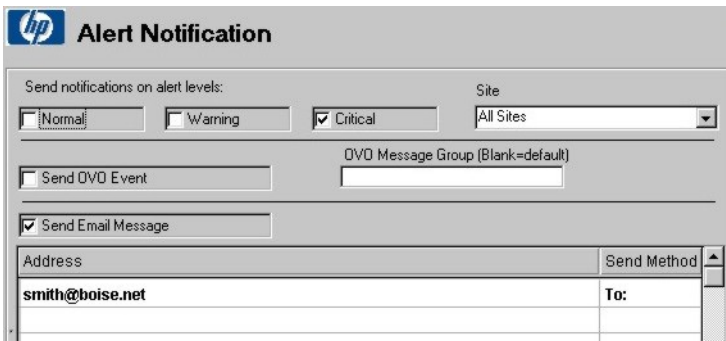 hp
Alert Notification
Send notifications on alert levels:
Site
Normal
Warning
Critical
All Sites
OVO Message Group (Blank=default)
Send OVO Event
Send Email Message
Address
Send Method
smith@boise.net
To: